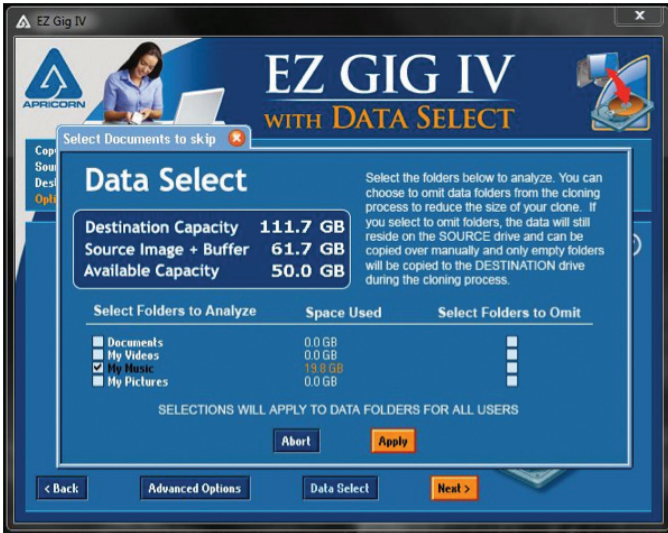 EZ Gig IV
x
APRICORN
EZ GIG IV
WITH DATA SELECT
Select Documents to skip
Data Select
Select the folders below to analyze. You can
choose to omit data folders from the cloning
process to reduce the size of your clone. If
you select to omit folders, the data will still
reside on the SOURCE drive and can be
copied over manually and only empty folders
will be copied to the DESTINATION drive
during the cloning process.
Destination Capacity 111.7 GB
Source Image + Buffer 61.7 GB
Available Capacity 50.0 GB
Select Folders to Analyze Space Used Select Folders to Omit
Documents 0.0 GB
My Videos 0.0 GB
My Music 19.8 GB
My Pictures 0.0 GB
SELECTIONS WILL APPLY TO DATA FOLDERS FOR ALL USERS
Abort Apply
< Back Advanced Options Data Select Next >